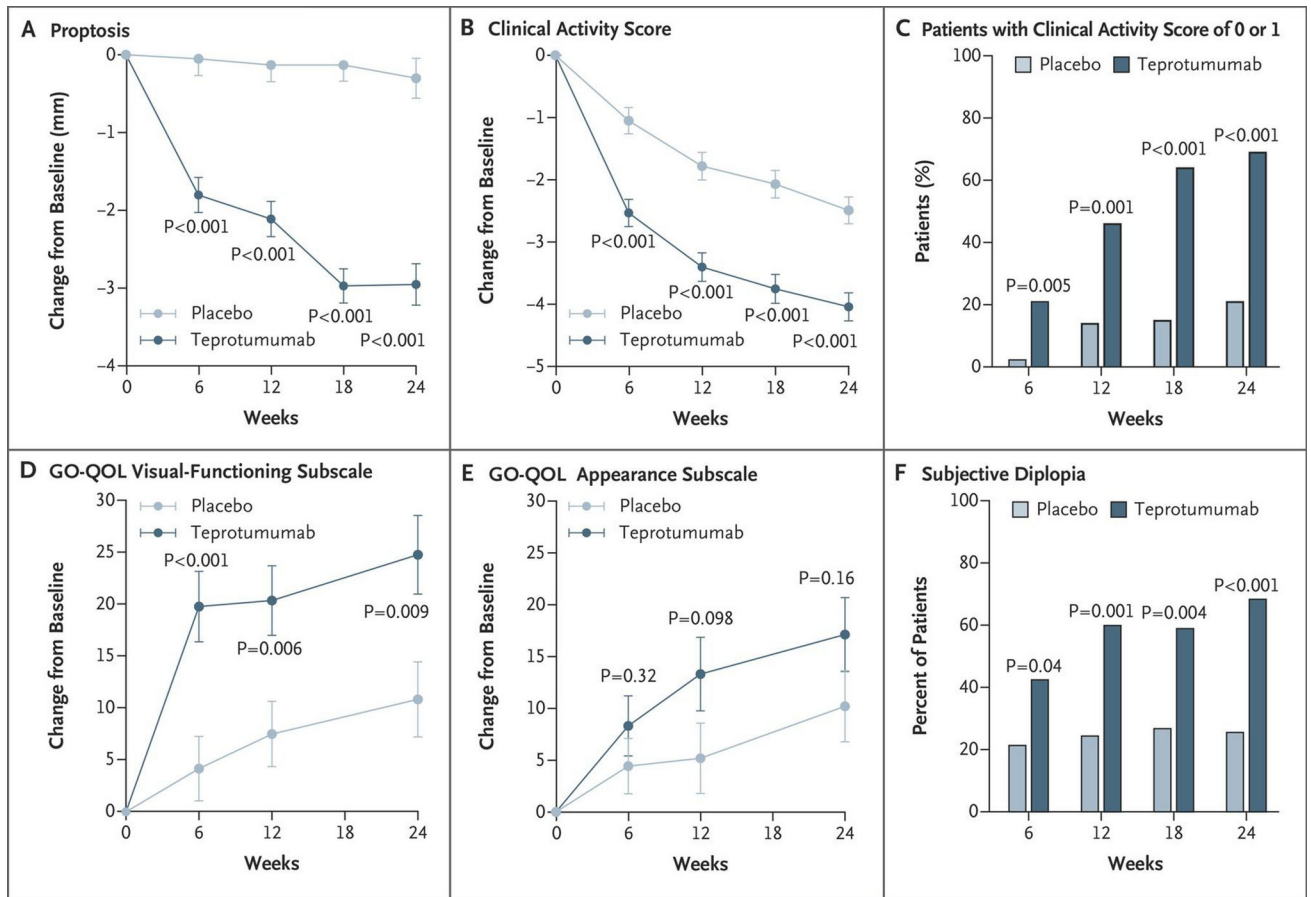 A Proptosis
Change from Baseline (mm)
0
−1
−2
−3
−4
P<0.001
P<0.001
P<0.001
P<0.001
Placebo
Teprotumumab
0 6 12 18 24
Weeks
B Clinical Activity Score
Change from Baseline
0
−1
−2
−3
−4
−5
P<0.001
P<0.001
P<0.001
P<0.001
Placebo
Teprotumumab
0 6 12 18 24
Weeks
C Patients with Clinical Activity Score of 0 or 1
Placebo Teprotumumab
Patients (%)
100
80
60
40
20
0
P=0.005
P=0.001
P<0.001
P<0.001
6 12 18 24
Weeks
D GO-QOL Visual-Functioning Subscale
Placebo
Teprotumumab
Change from Baseline
30
25
20
15
10
5
0
P<0.001
P=0.006
P=0.009
0 6 12 18 24
Weeks
E GO-QOL Appearance Subscale
Placebo
Teprotumumab
Change from Baseline
30
25
20
15
10
5
0
P=0.32
P=0.098
P=0.16
0 6 12 18 24
Weeks
F Subjective Diplopia
Placebo Teprotumumab
Percent of Patients
100
80
60
40
20
0
P=0.04
P=0.001
P=0.004
P<0.001
6 12 18 24
Weeks